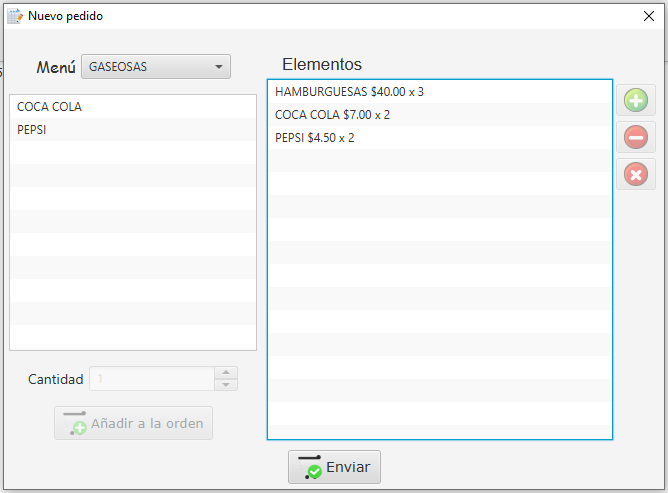 Nuevo pedido
Menú
GASEOSAS
COCA COLA
PEPSI
Cantidad
1
Añadir a la orden
Elementos
HAMBURGUESAS $40.00 x 3
COCA COLA $7.00 x 2
PEPSI $4.50 x 2
Enviar